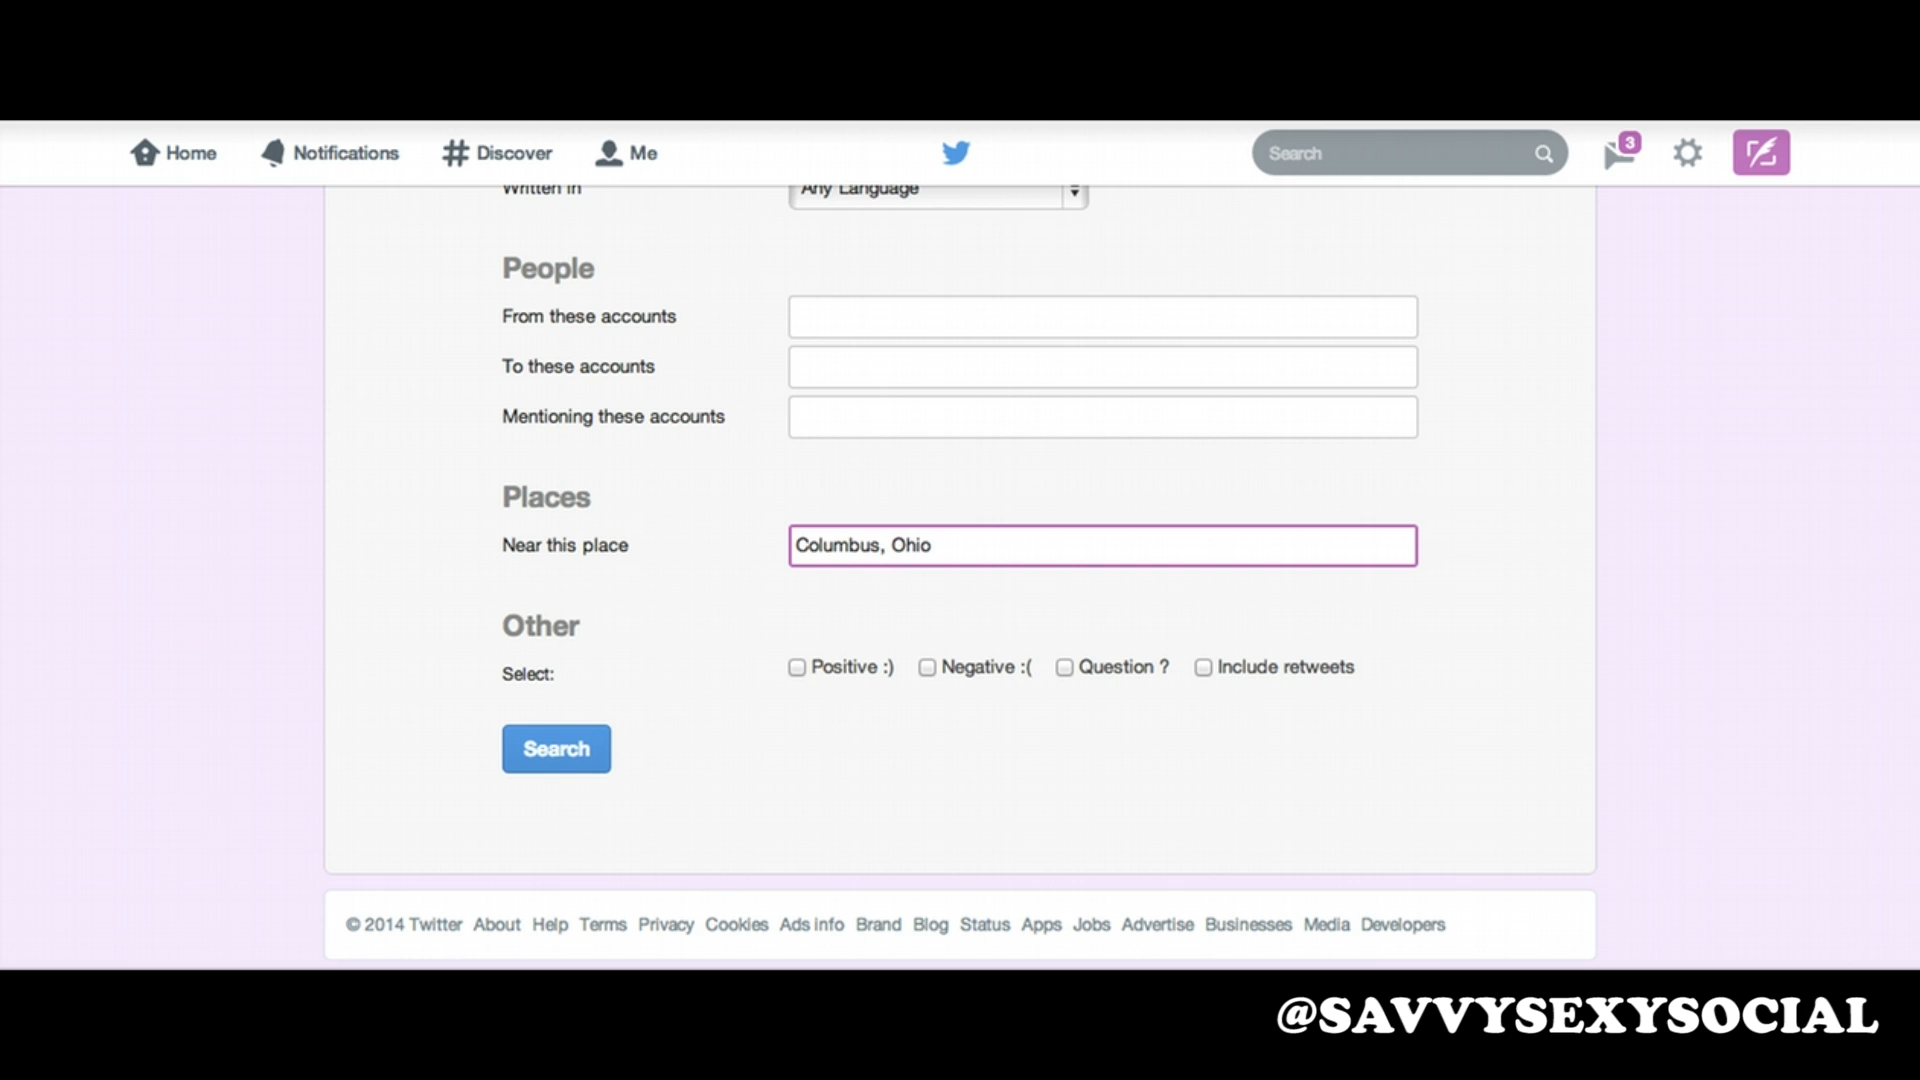 Home Notifications Discover Me Search 3
Written in Any Language
People
From these accounts
To these accounts
Mentioning these accounts
Places
Near this place Columbus, Ohio
Other
Select: Positive :) Negative :( Question ? Include retweets
Search
© 2014 Twitter About Help Terms Privacy Cookies Ads info Brand Blog Status Apps Jobs Advertise Businesses Media Developers
@SAVVYSEXYSOCIAL